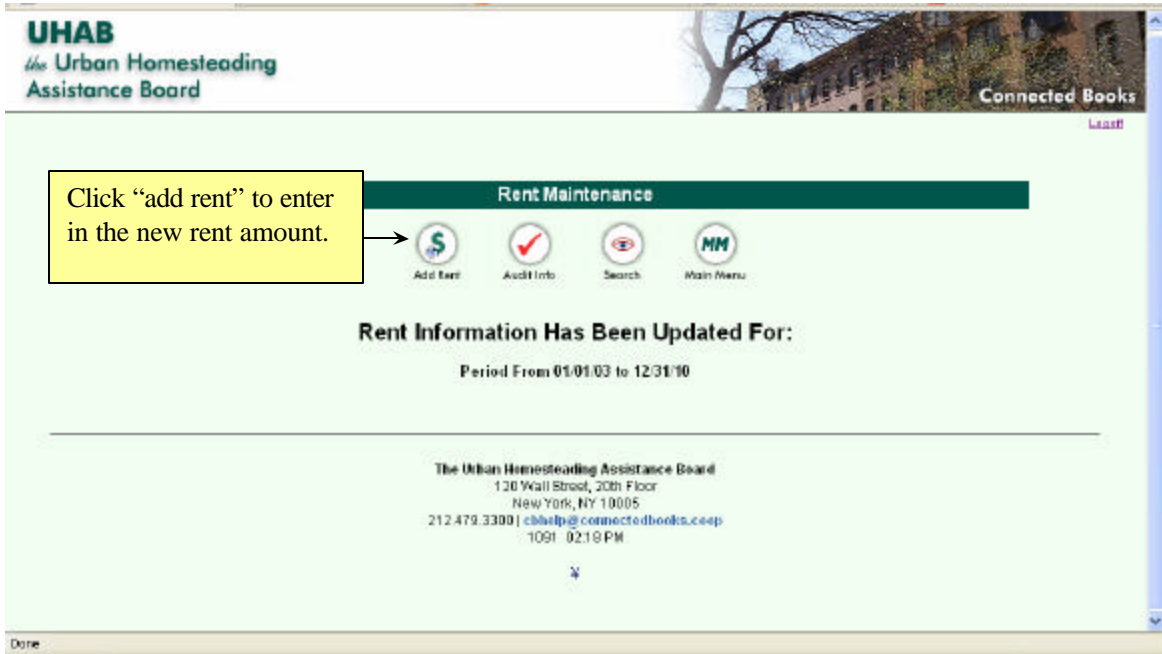 UHAB
the Urban Homesteading
Assistance Board
Connected Books
Logoff
Click “add rent” to enter
in the new rent amount.
Rent Maintenance
$
MM
Add Rent
Audit Info
Search
Main Menu
Rent Information Has Been Updated For:
Period From 01/01/03 to 12/31/10
The Urban Homesteading Assistance Board
120 Wall Street, 20th Floor
New York, NY 10005
212.479.3300 | cbhelp@connectedbooks.coop
1091 02:18 PM
¥
Done